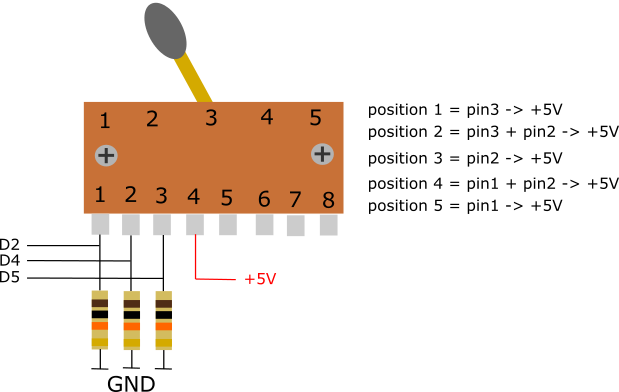 1 2 3 4 5
1 2 3 4 5 6 7 8
position 1 = pin3 -> +5V
position 2 = pin3 + pin2 -> +5V
position 3 = pin2 -> +5V
position 4 = pin1 + pin2 -> +5V
position 5 = pin1 -> +5V
D2
D4
D5
+5V
GND